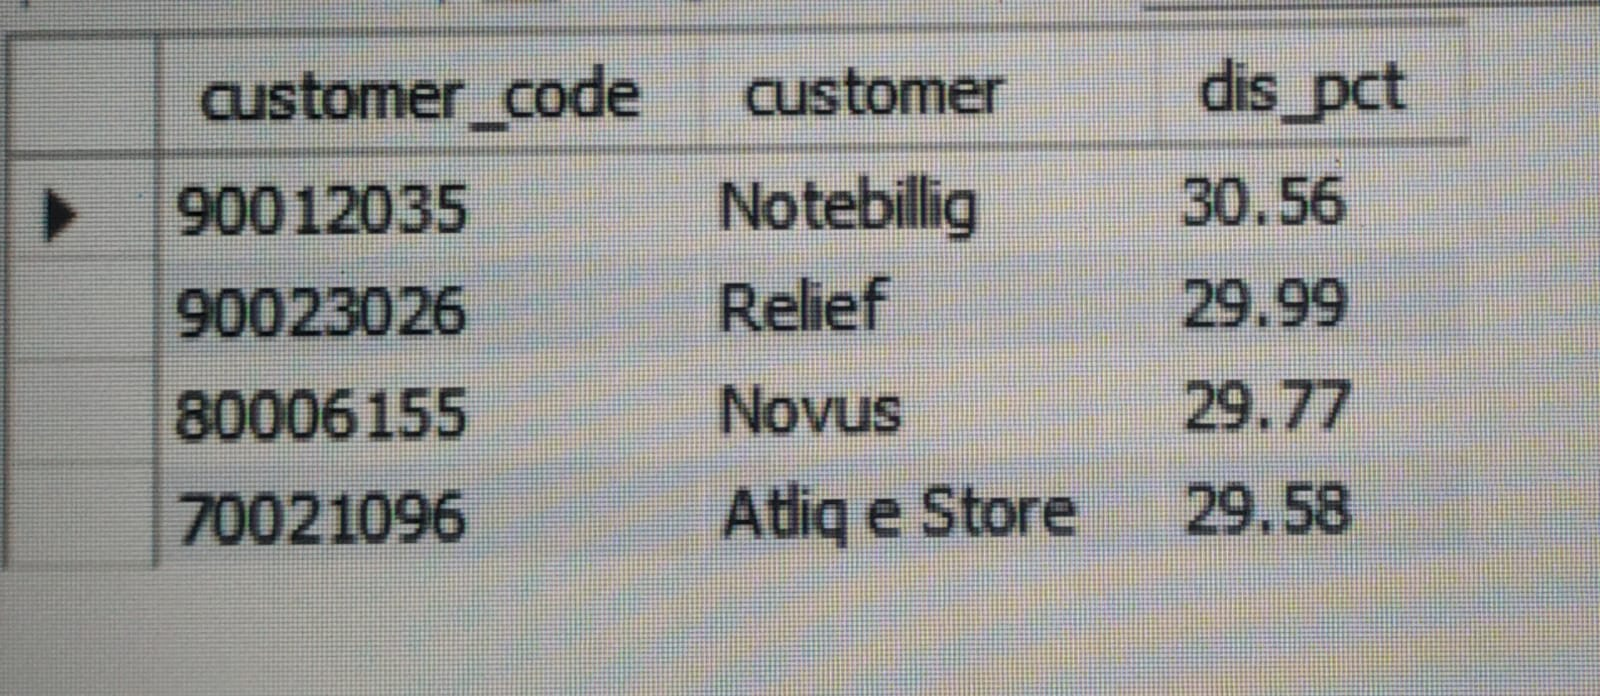 customer_code customer dis_pct
90012035 Notebillig 30.56
90023026 Relief 29.99
80006155 Novus 29.77
70021096 Atliq e Store 29.58